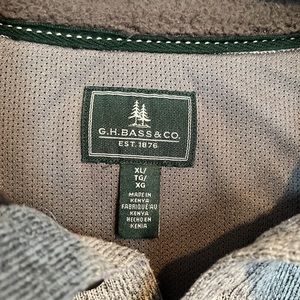 G.H.BASS&CO.
EST. 1876
XL/
TG/
XG
MADE IN
KENYA
FABRIQUÉ AU
KENYA
HECHO EN
KENIA